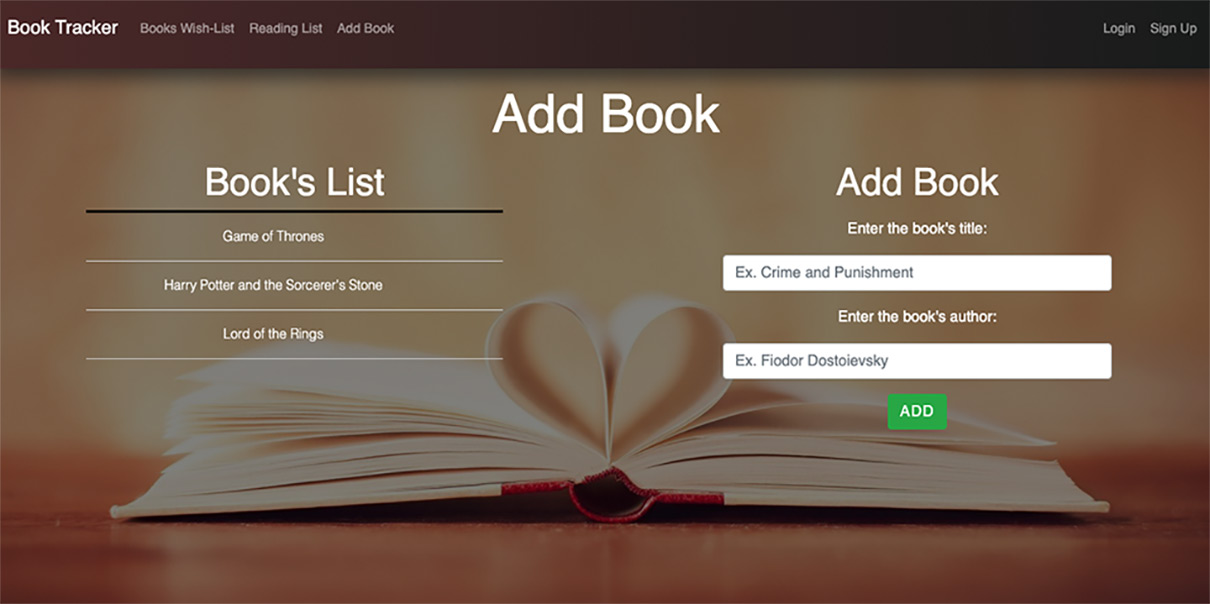 Book Tracker Books Wish-List Reading List Add Book Login Sign Up
Add Book
Book's List
Game of Thrones
Harry Potter and the Sorcerer's Stone
Lord of the Rings
Add Book
Enter the book's title:
Ex. Crime and Punishment
Enter the book's author:
Ex. Fiodor Dostoievsky
ADD